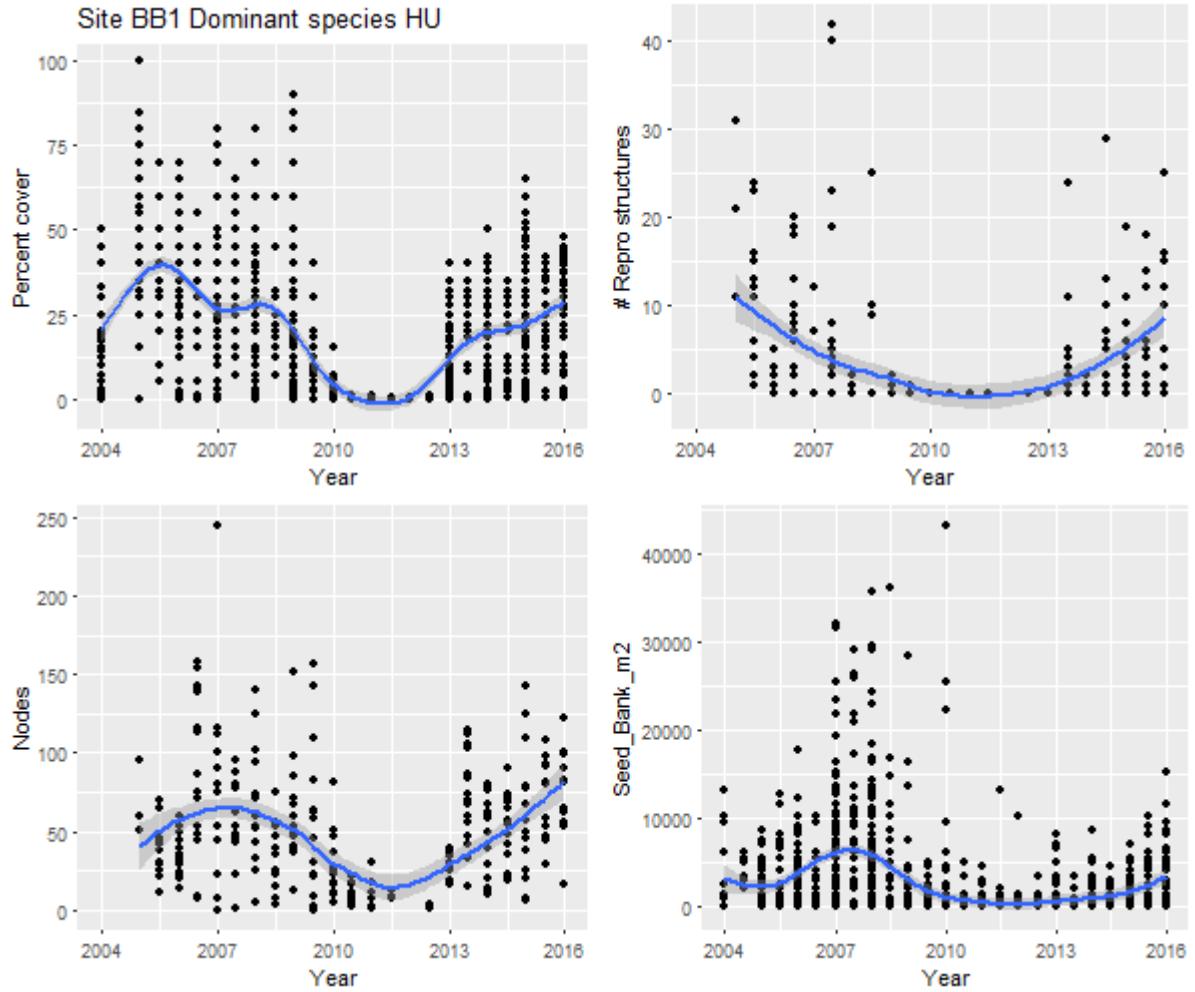 Site BB1 Dominant species HU
Percent cover
100
75
50
25
0
2004 2007 2010 2013 2016
Year
# Repro structures
40
30
20
10
0
2004 2007 2010 2013 2016
Year
Nodes
250
200
150
100
50
0
2004 2007 2010 2013 2016
Year
Seed_Bank_m2
40000
30000
20000
10000
0
2004 2007 2010 2013 2016
Year